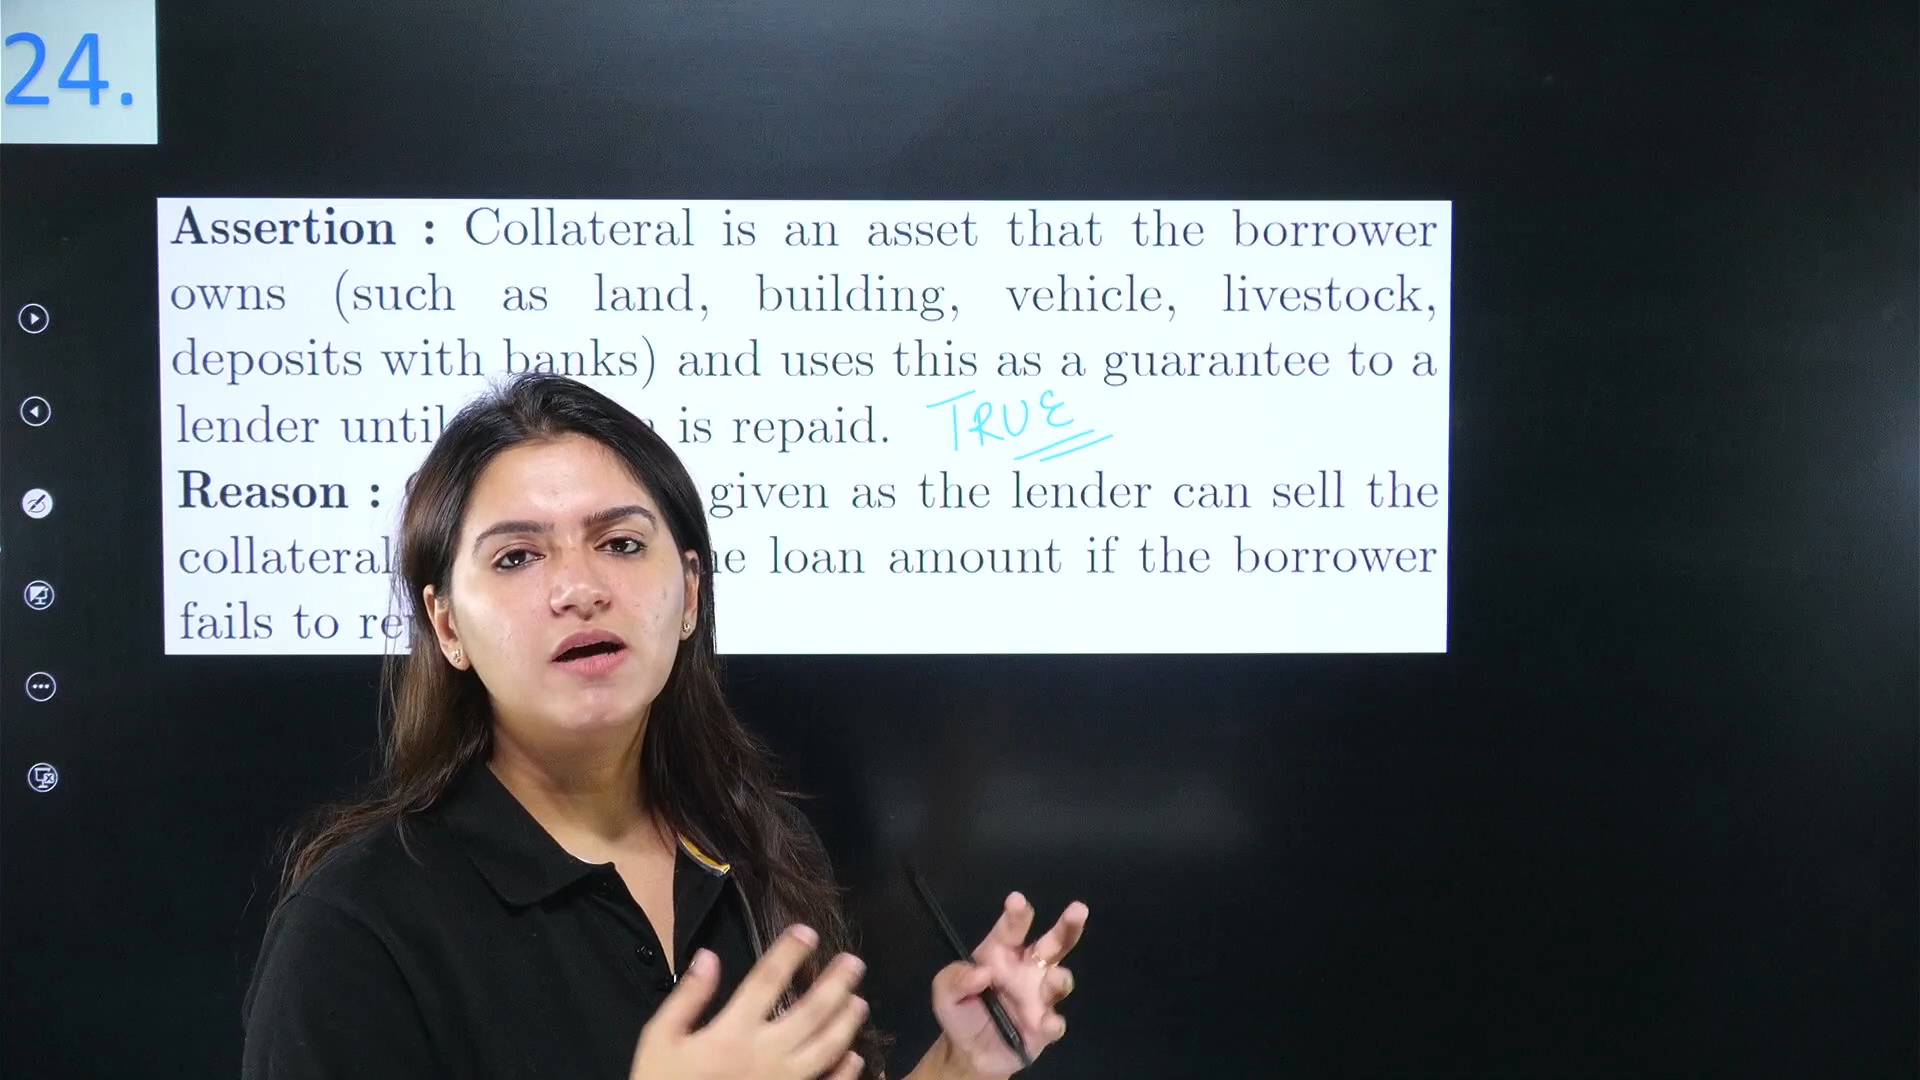 24.
Assertion : Collateral is an asset that the borrower
owns (such as land, building, vehicle, livestock,
deposits with banks) and uses this as a guarantee to a
lender until is repaid. TRUE
Reason : given as the lender can sell the
collateral loan amount if the borrower
fails to